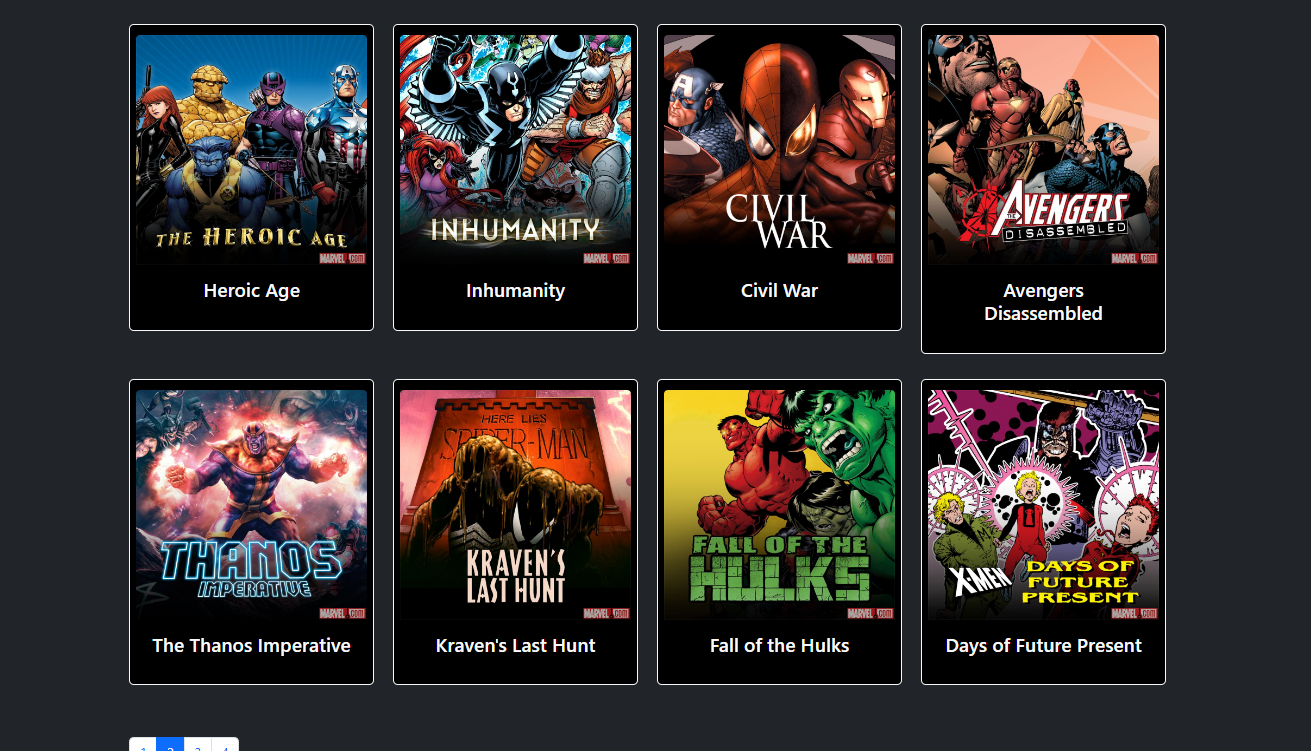 THE HEROIC AGE
MARVEL.COM
Heroic Age
INHUMANITY
MARVEL.COM
Inhumanity
A
CIVIL
WAR
MARVEL.COM
Civil War
THE AVENGERS
DISASSEMBLED
MARVEL.COM
Avengers
Disassembled
THANOS
IMPERATIVE
MARVEL.COM
The Thanos Imperative
HERE LIES
SPIDER-MAN
KRAVEN'S
LAST HUNT
MARVEL.COM
Kraven's Last Hunt
FALL OF THE
HULKS
MARVEL.COM
Fall of the Hulks
X-MEN
DAYS OF
FUTURE
PRESENT
MARVEL.COM
Days of Future Present
1 2 3 4